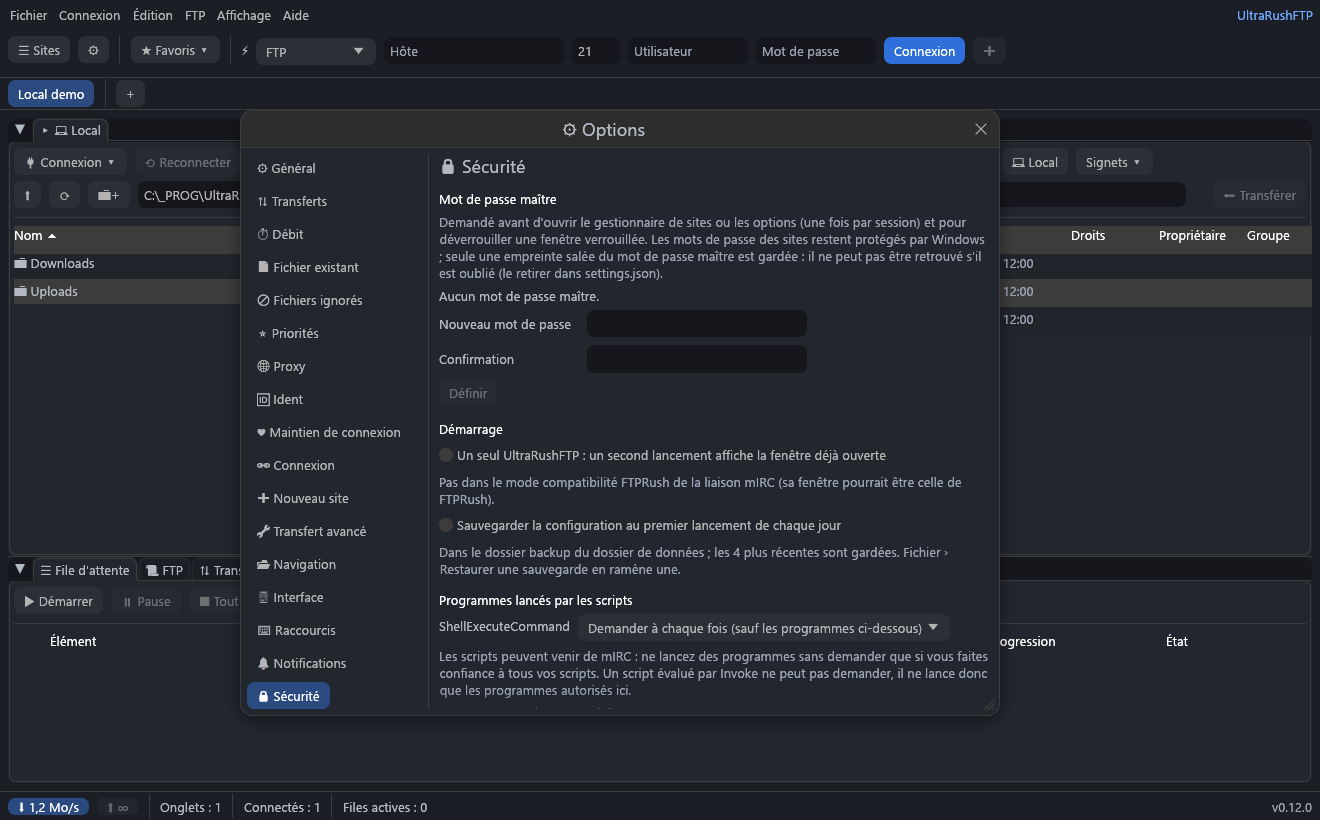 Fichier Connexion Édition FTP Affichage Aide UltraRushFTP
Sites Favoris FTP Hôte 21 Utilisateur Mot de passe Connexion +
Local demo +
Local
Options
Connexion Reconnecter
Local Signets
C:\_PROG\UltraR
Transférer
Nom Droits Propriétaire Groupe
Downloads 12:00
Uploads 12:00
12:00
Général
Transferts
Débit
Fichier existant
Fichiers ignorés
Priorités
Proxy
Ident
Maintien de connexion
Connexion
Nouveau site
Transfert avancé
Navigation
Interface
Raccourcis
Notifications
Sécurité
Sécurité
Mot de passe maître
Demandé avant d'ouvrir le gestionnaire de sites ou les options (une fois par session) et pour
déverrouiller une fenêtre verrouillée. Les mots de passe des sites restent protégés par Windows
; seule une empreinte salée du mot de passe maître est gardée : il ne peut pas être retrouvé s'il
est oublié (le retirer dans settings.json).
Aucun mot de passe maître.
Nouveau mot de passe
Confirmation
Définir
Démarrage
Un seul UltraRushFTP : un second lancement affiche la fenêtre déjà ouverte
Pas dans le mode compatibilité FTPRush de la liaison mIRC (sa fenêtre pourrait être celle de
FTPRush).
Sauvegarder la configuration au premier lancement de chaque jour
Dans le dossier backup du dossier de données ; les 4 plus récentes sont gardées. Fichier ›
Restaurer une sauvegarde en ramène une.
Programmes lancés par les scripts
ShellExecuteCommand Demander à chaque fois (sauf les programmes ci-dessous)
Les scripts peuvent venir de mIRC : ne lancez des programmes sans demander que si vous faites
confiance à tous vos scripts. Un script évalué par Invoke ne peut pas demander, il ne lance donc
que les programmes autorisés ici.
File d'attente FTP Trans
Démarrer Pause Tout
Élément ogression État
1,2 Mo/s ∞ Onglets : 1 Connectés : 1 Files actives : 0 v0.12.0